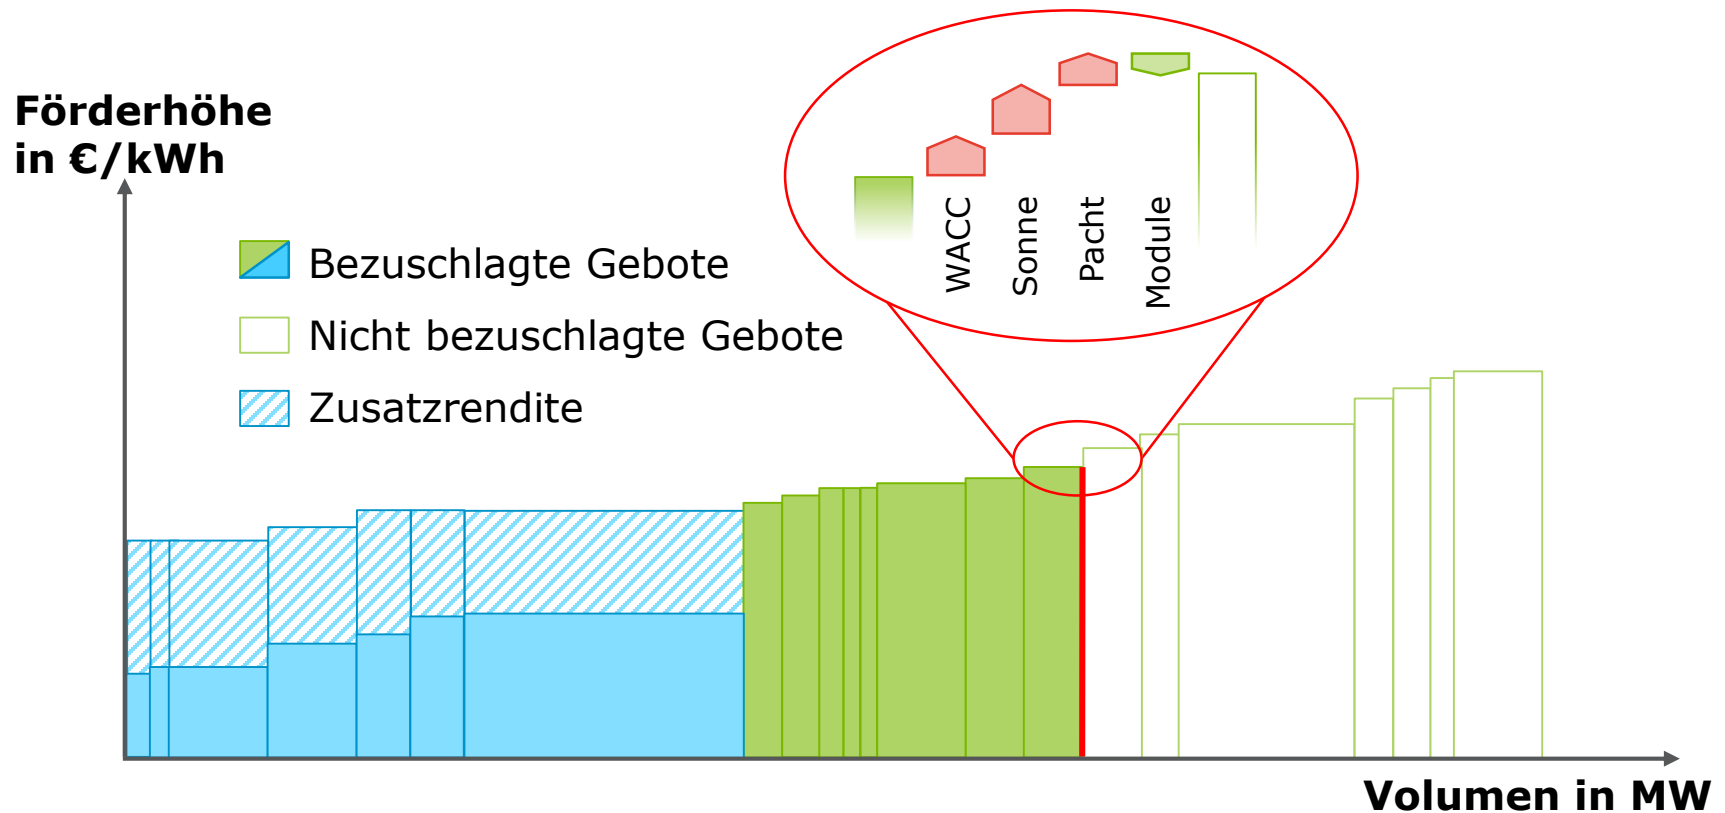 Förderhöhe
in €/kWh
WACC
Sonne
Pacht
Module
Bezuschlagte Gebote
Nicht bezuschlagte Gebote
Zusatzrendite
Volumen in MW